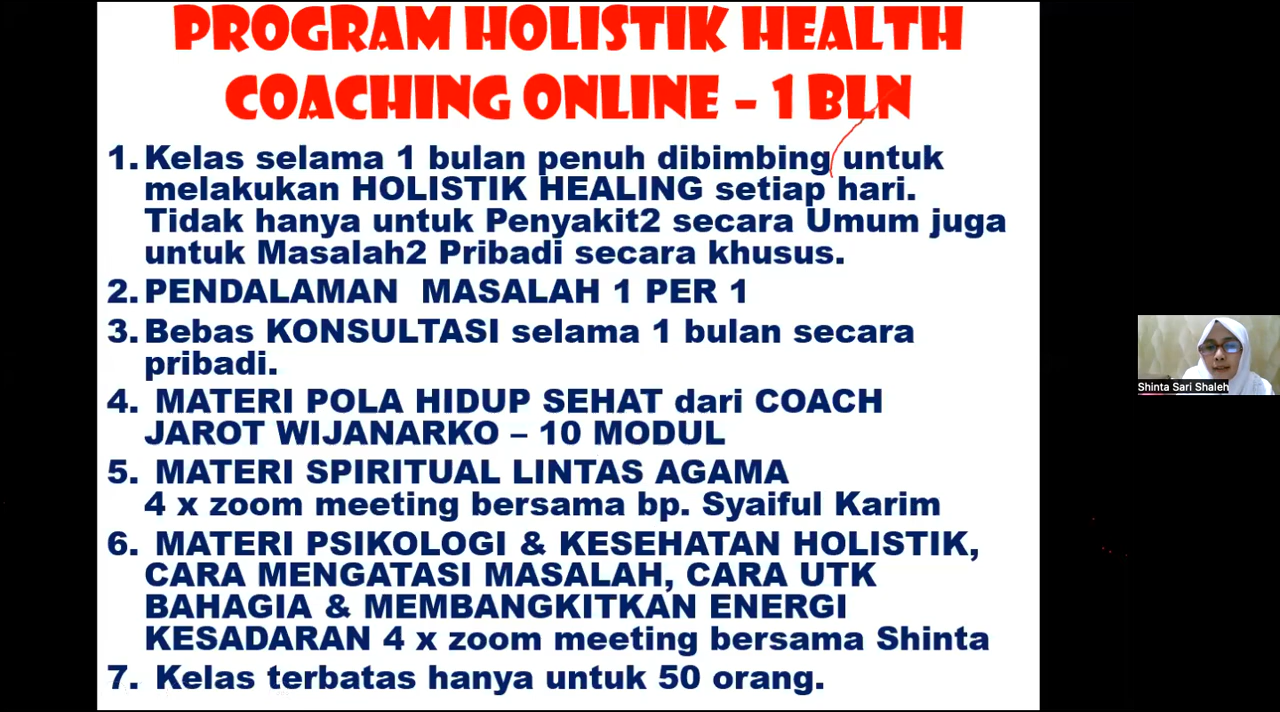 PROGRAM HOLISTIK HEALTH
COACHING ONLINE – 1 BLN
1. Kelas selama 1 bulan penuh dibimbing untuk
melakukan HOLISTIK HEALING setiap hari.
Tidak hanya untuk Penyakit2 secara Umum juga
untuk Masalah2 Pribadi secara khusus.
2. PENDALAMAN MASALAH 1 PER 1
3. Bebas KONSULTASI selama 1 bulan secara
pribadi.
4. MATERI POLA HIDUP SEHAT dari COACH
JAROT WIJANARKO – 10 MODUL
5. MATERI SPIRITUAL LINTAS AGAMA
4 x zoom meeting bersama bp. Syaiful Karim
6. MATERI PSIKOLOGI & KESEHATAN HOLISTIK,
CARA MENGATASI MASALAH, CARA UTK
BAHAGIA & MEMBANGKITKAN ENERGI
KESADARAN 4 x zoom meeting bersama Shinta
7. Kelas terbatas hanya untuk 50 orang.
Shinta Sari Shaleh